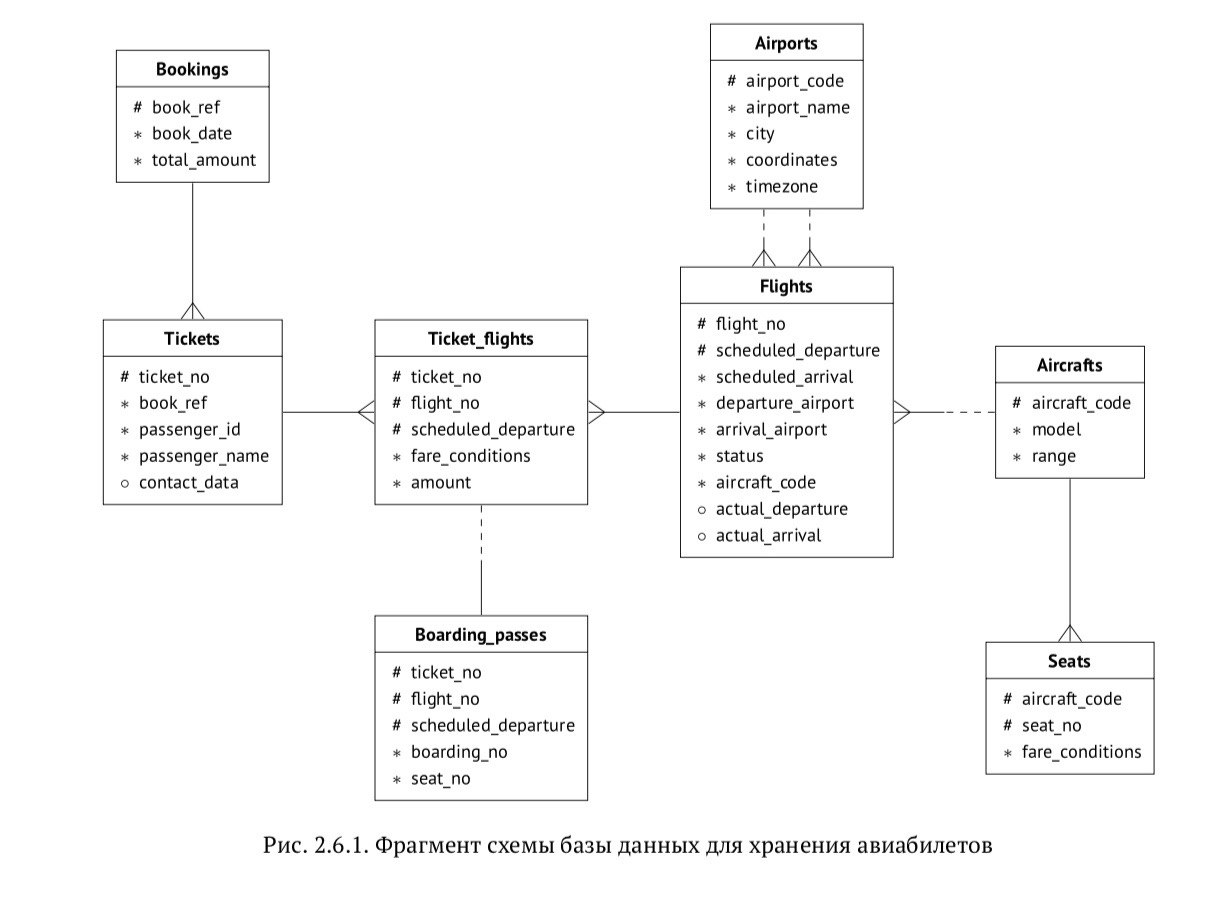 Bookings
# book_ref
* book_date
* total_amount
Airports
# airport_code
* airport_name
* city
* coordinates
* timezone
Tickets
# ticket_no
* book_ref
* passenger_id
* passenger_name
○ contact_data
Ticket_flights
# ticket_no
# flight_no
# scheduled_departure
* fare_conditions
* amount
Flights
# flight_no
# scheduled_departure
* scheduled_arrival
* departure_airport
* arrival_airport
* status
* aircraft_code
○ actual_departure
○ actual_arrival
Aircrafts
# aircraft_code
* model
* range
Boarding_passes
# ticket_no
# flight_no
# scheduled_departure
* boarding_no
* seat_no
Seats
# aircraft_code
# seat_no
* fare_conditions
Рис. 2.6.1. Фрагмент схемы базы данных для хранения авиабилетов